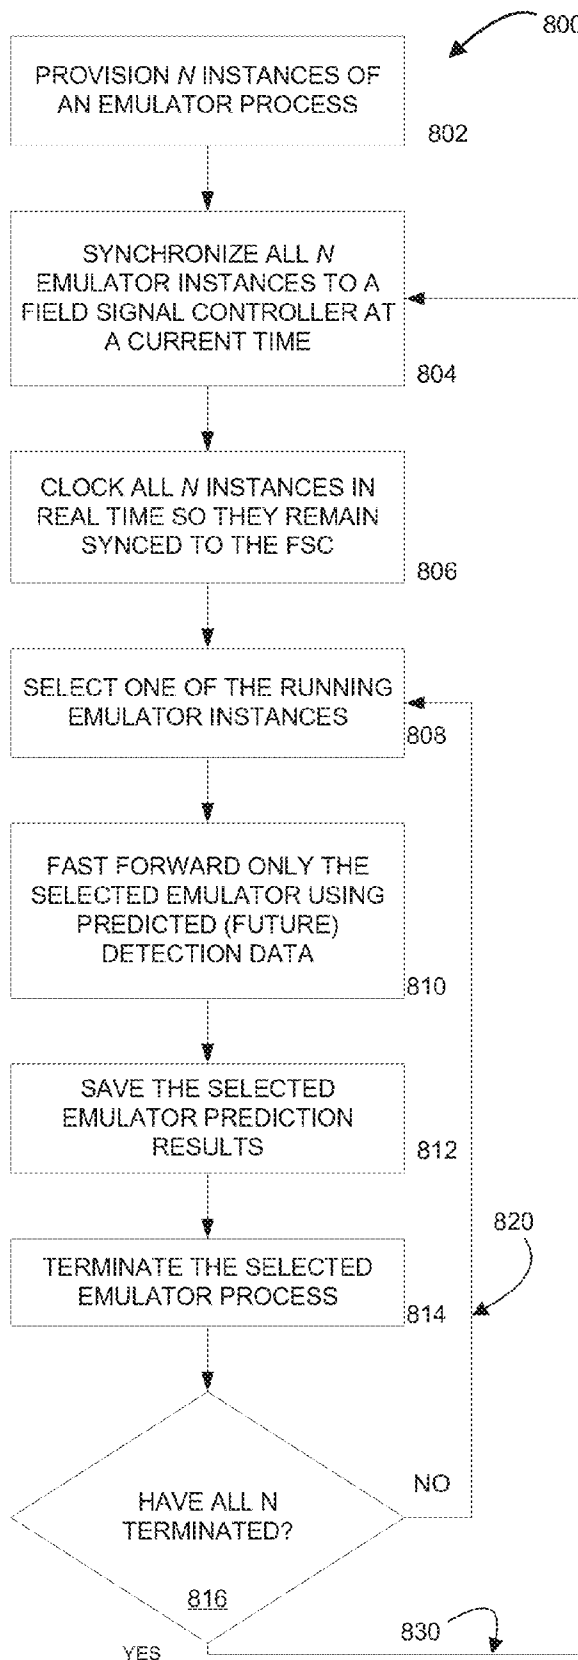 800
PROVISION N INSTANCES OF
AN EMULATOR PROCESS
802
SYNCHRONIZE ALL N
EMULATOR INSTANCES TO A
FIELD SIGNAL CONTROLLER AT
A CURRENT TIME
804
CLOCK ALL N INSTANCES IN
REAL TIME SO THEY REMAIN
SYNCED TO THE FSC
806
SELECT ONE OF THE RUNNING
EMULATOR INSTANCES
808
FAST FORWARD ONLY THE
SELECTED EMULATOR USING
PREDICTED (FUTURE)
DETECTION DATA
810
SAVE THE SELECTED
EMULATOR PREDICTION
RESULTS
812
820
TERMINATE THE SELECTED
EMULATOR PROCESS
814
NO
HAVE ALL N
TERMINATED?
816
830
YES